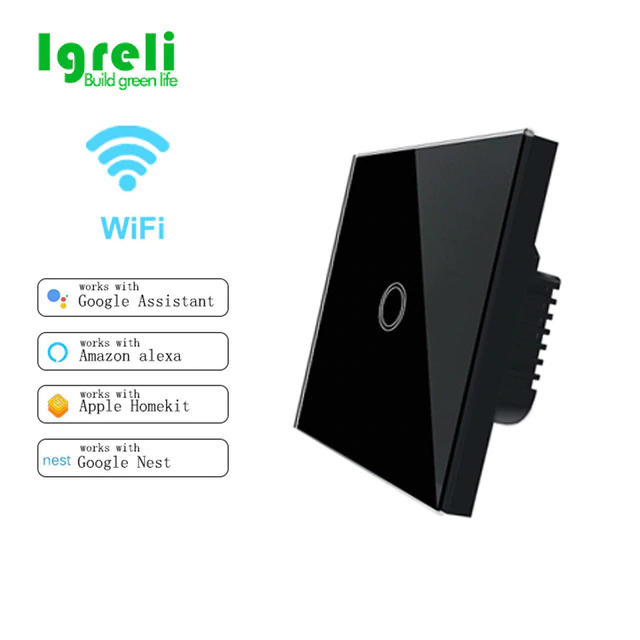 Igreli
Build green life
WiFi
works with
Google Assistant
works with
Amazon alexa
works with
Apple Homekit
works with
nest Google Nest